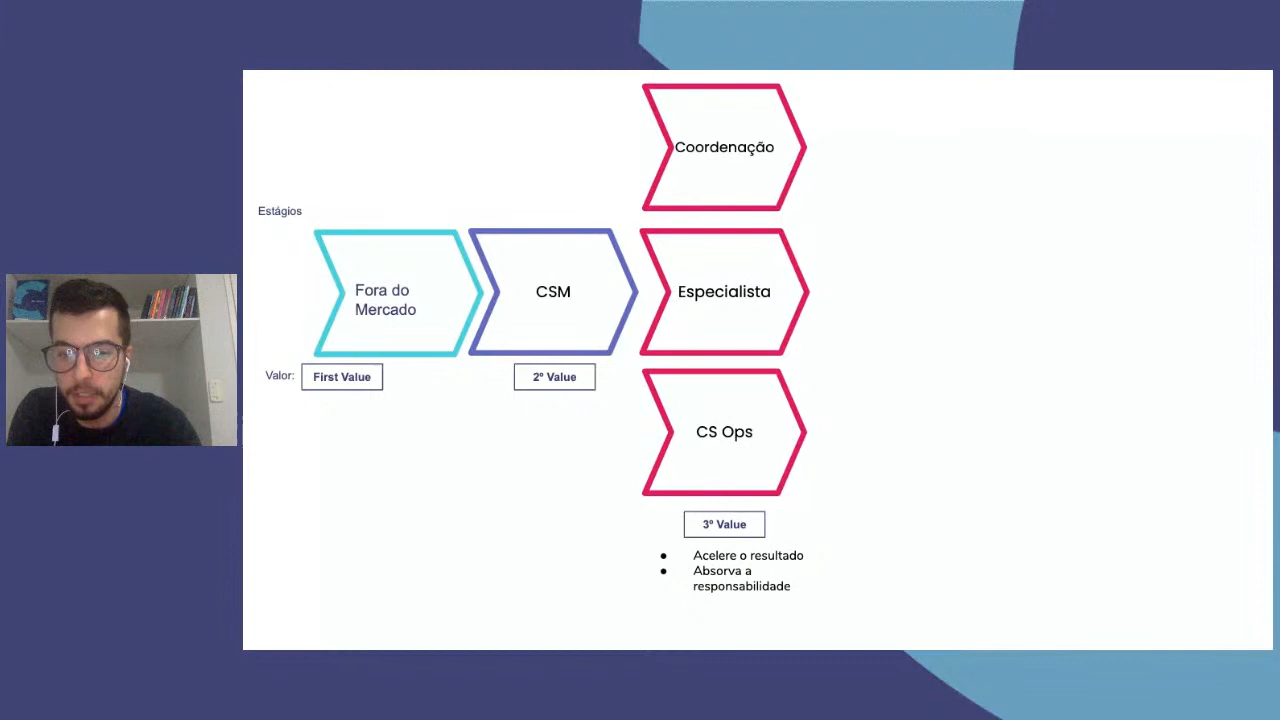 Coordenação
Estágios
Fora do
Mercado
CSM
Especialista
Valor:
First Value
2º Value
CS Ops
3º Value
● Acelere o resultado
● Absorva a
responsabilidade